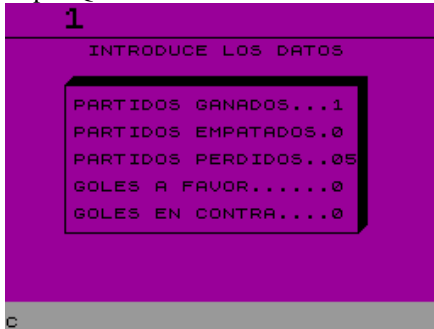 1
INTRODUCE LOS DATOS
PARTIDOS GANADOS...1
PARTIDOS EMPATADOS.0
PARTIDOS PERDIDOS..05
GOLES A FAVOR......0
GOLES EN CONTRA....0
C